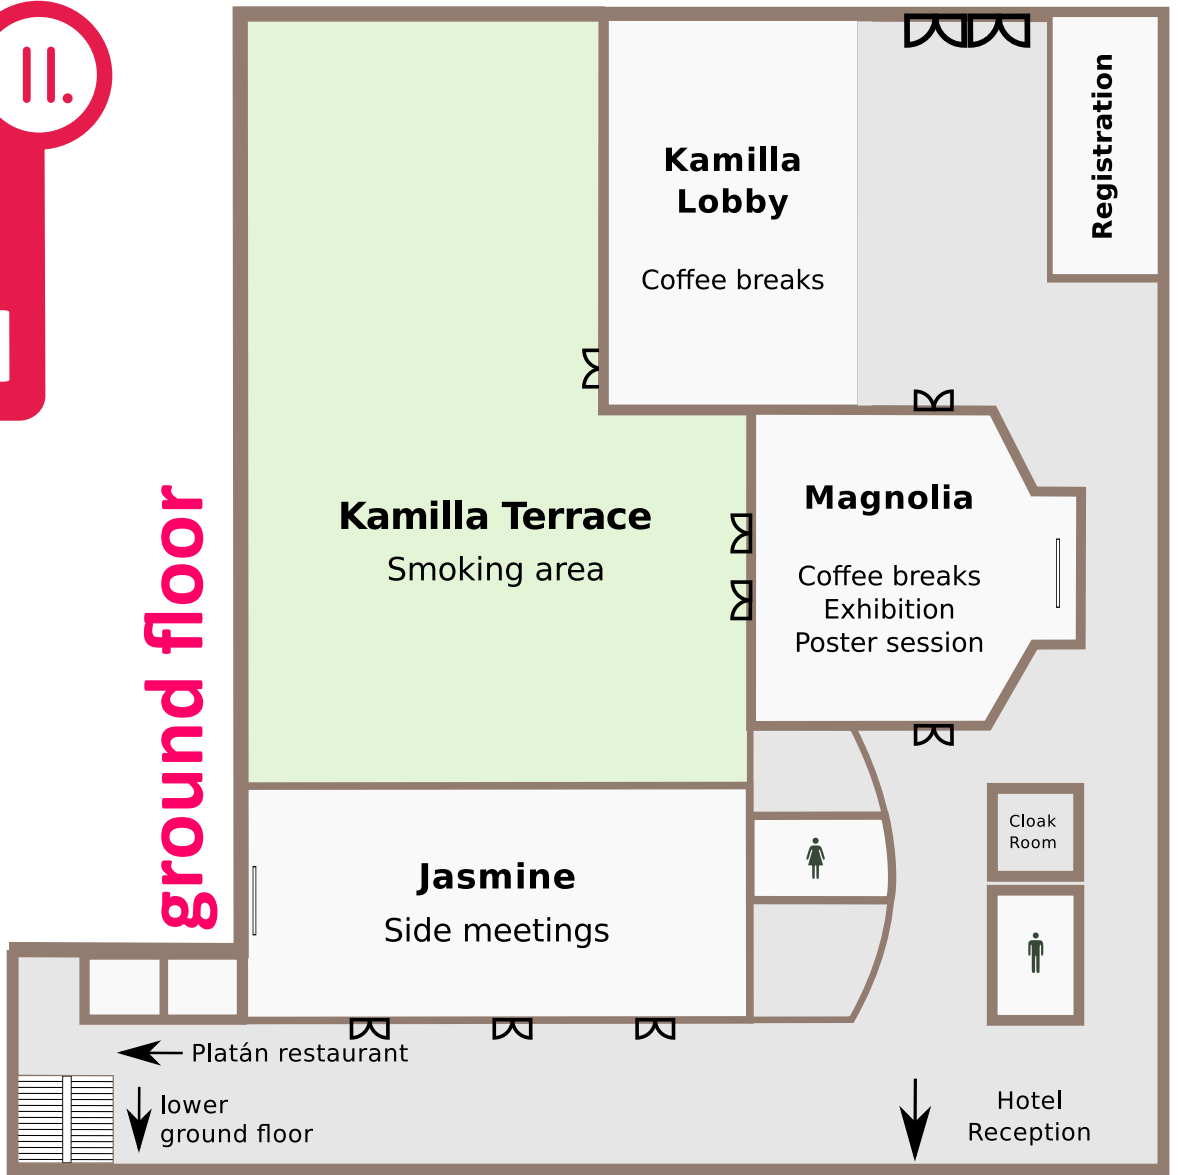 II.
Kamilla
Lobby
Coffee breaks
Registration
Kamilla Terrace
Smoking area
Magnolia
Coffee breaks
Exhibition
Poster session
ground floor
Cloak
Room
Jasmine
Side meetings
Platán restaurant
lower
ground floor
Hotel
Reception